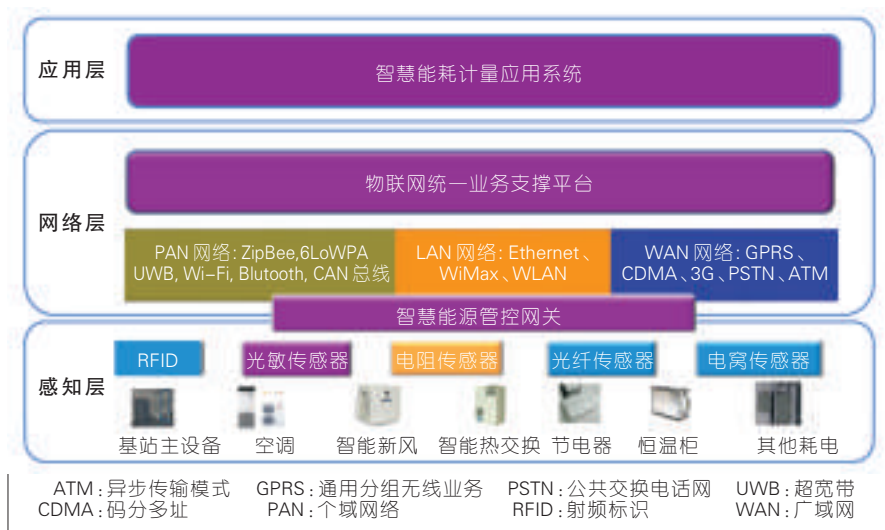 应用层
智慧能耗计量应用系统
物联网统一业务支撑平台
网络层
PAN 网络: ZipBee,6LoWPA
UWB, Wi-Fi, Blutooth, CAN 总线
LAN 网络: Ethernet、
WiMax、WLAN
WAN 网络: GPRS、
CDMA、3G、PSTN、ATM
智慧能源管控网关
感知层
RFID
光敏传感器
电阻传感器
光纤传感器
电窝传感器
基站主设备
空调
智能新风
智能热交换
节电器
恒温柜
其他耗电
ATM:异步传输模式 GPRS:通用分组无线业务 PSTN:公共交换电话网 UWB:超宽带
CDMA:码分多址 PAN:个域网络 RFID:射频标识 WAN:广域网